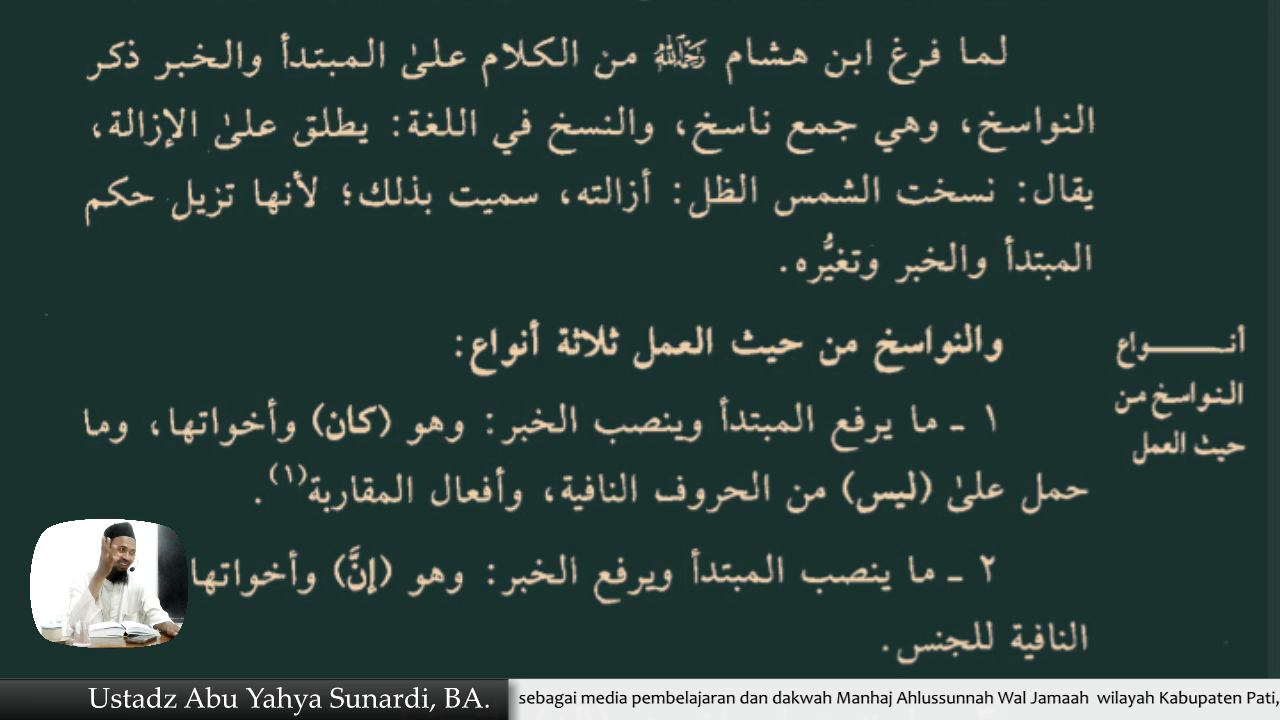 لما فرغ ابن هشام رحمه الله من الكلام علىٰ المبتدأ والخبر ذكر
النواسخ، وهي جمع ناسخ، والنسخ في اللغة: يطلق علىٰ الإزالة،
يقال: نسخت الشمس الظل: أزالته، سميت بذلك؛ لأنها تزيل حكم
المبتدأ والخبر وتغيُّره.
والنواسخ من حيث العمل ثلاثة أنواع:
أنـــــواع
النواسخ من
حيث العمل
١ ـ ما يرفع المبتدأ وينصب الخبر: وهو (كان) وأخواتها، وما
حمل علىٰ (ليس) من الحروف النافية، وأفعال المقاربة(١).
٢ ـ ما ينصب المبتدأ ويرفع الخبر: وهو (إنَّ) وأخواتها
النافية للجنس.
Ustadz Abu Yahya Sunardi, BA.
sebagai media pembelajaran dan dakwah Manhaj Ahlussunnah Wal Jamaah wilayah Kabupaten Pati,